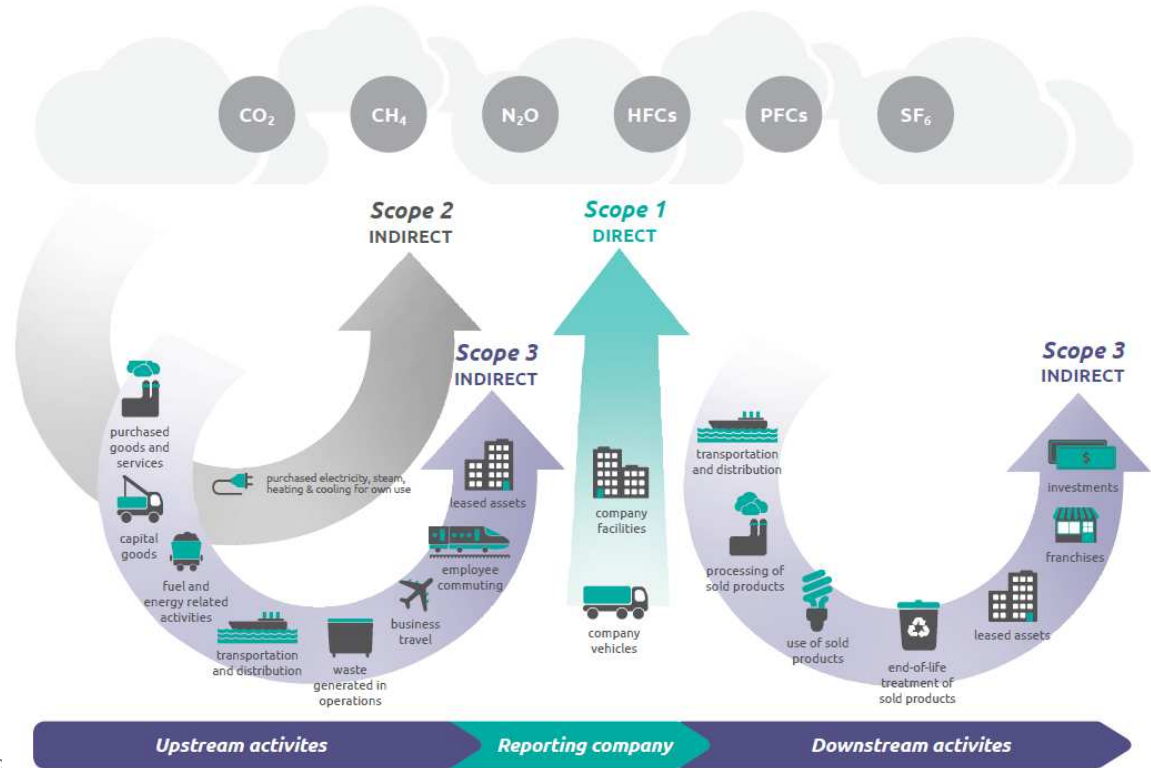 CO₂
CH₄
N₂O
HFCs
PFCs
SF₆
Scope 2
INDIRECT
Scope 1
DIRECT
Scope 3
INDIRECT
Scope 3
INDIRECT
purchased
goods and
services
capital
goods
fuel and
energy related
activities
transportation
and distribution
waste
generated in
operations
business
travel
employee
commuting
leased assets
purchased electricity, steam,
heating & cooling for own use
company
facilities
company
vehicles
transportation
and distribution
processing of
sold products
use of sold
products
end-of-life
treatment of
sold products
leased assets
franchises
investments
$
Upstream activites
Reporting company
Downstream activites